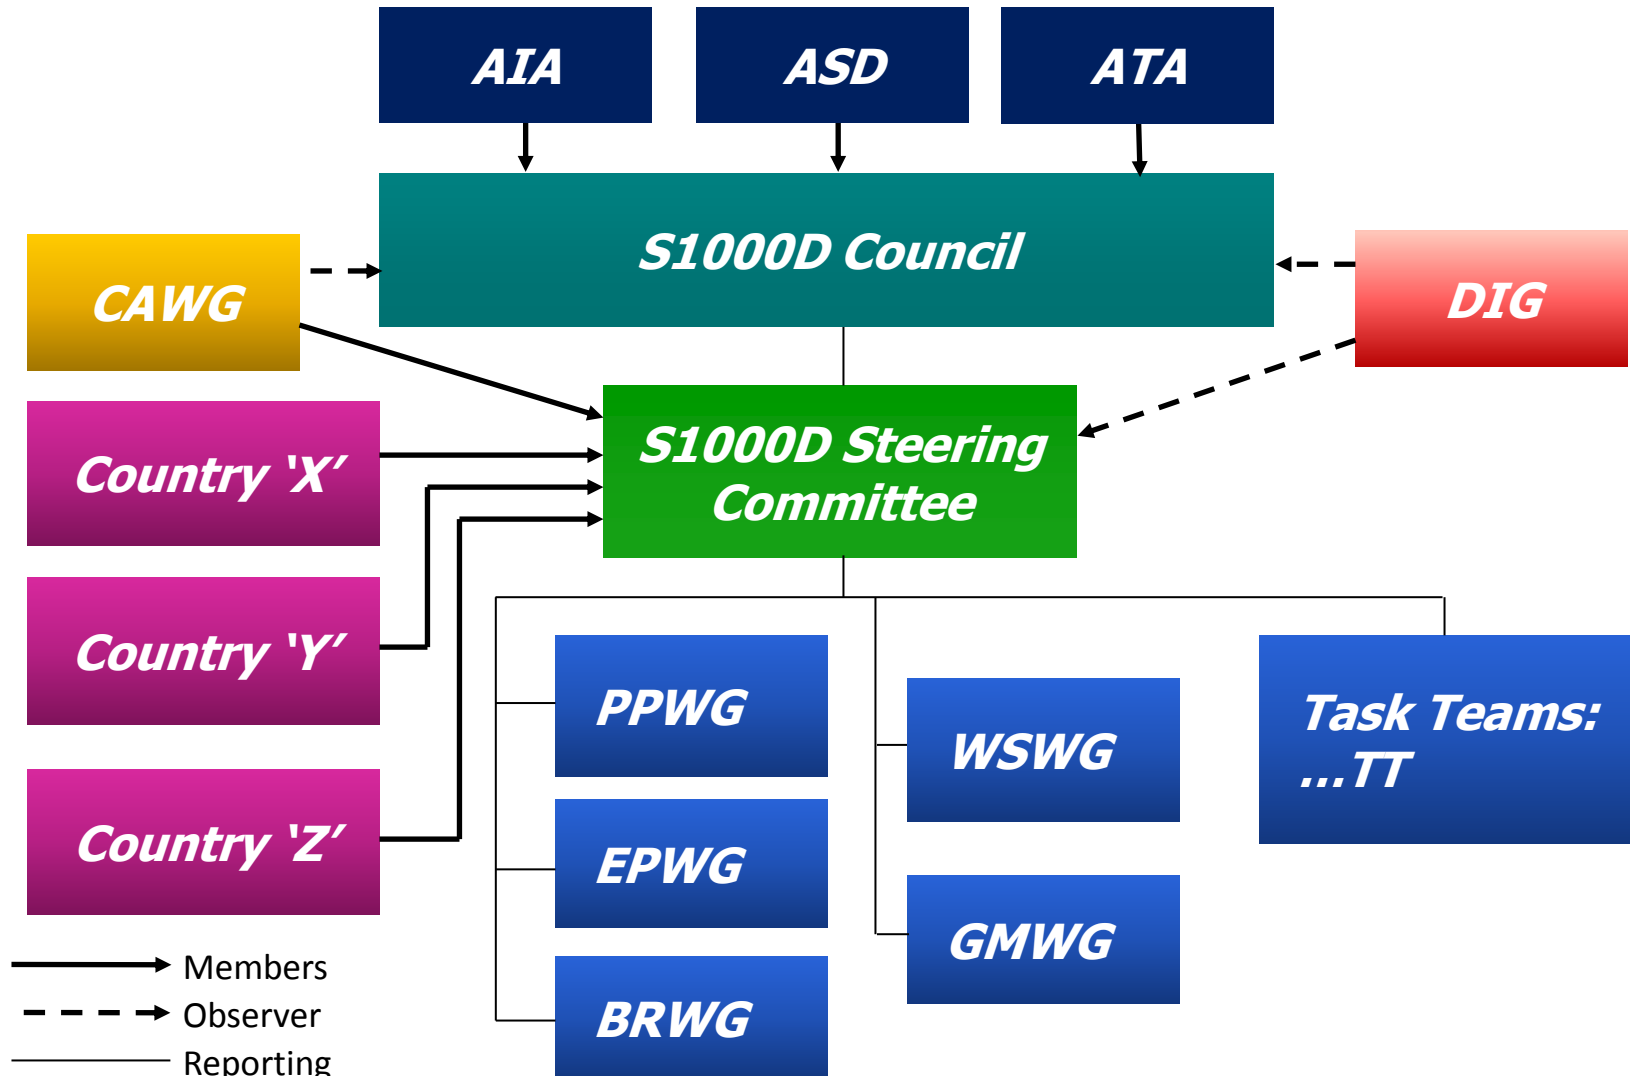 AIA
ASD
ATA
S1000D Council
CAWG
DIG
S1000D Steering
Committee
Country ‘X’
Country ‘Y’
Country ‘Z’
PPWG
EPWG
BRWG
WSWG
GMWG
Task Teams:
...TT
Members
Observer
Reporting